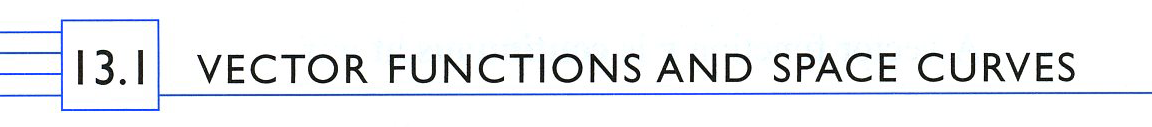 13.1 VECTOR FUNCTIONS AND SPACE CURVES